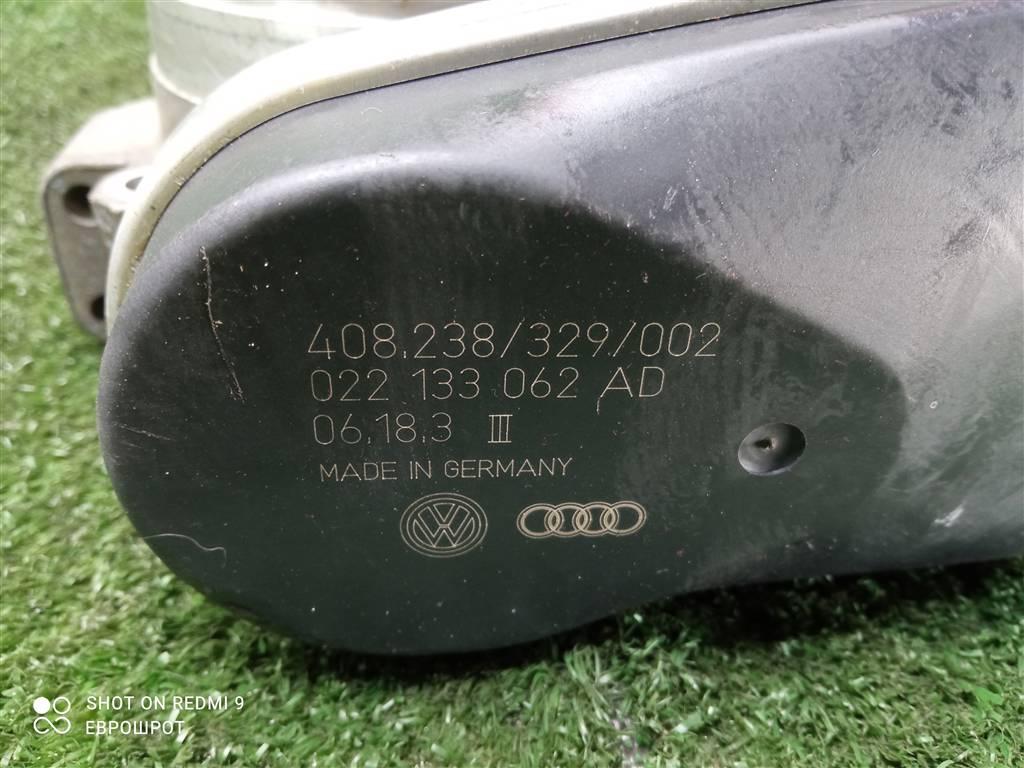 408.238/329/002
022 133 062 AD
06.18.3 III
MADE IN GERMANY
SHOT ON REDMI 9
ЕВРОШРОТ